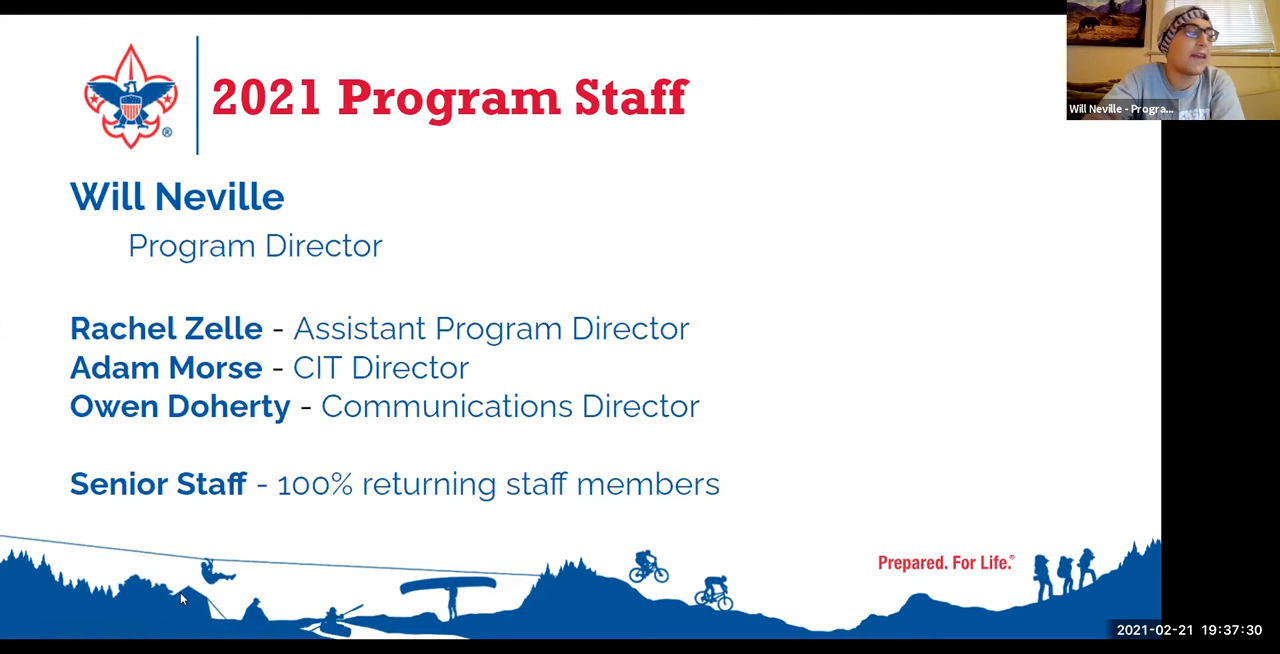 2021 Program Staff
Will Neville - Progra...
Will Neville
Program Director
Rachel Zelle - Assistant Program Director
Adam Morse - CIT Director
Owen Doherty - Communications Director
Senior Staff - 100% returning staff members
Prepared. For Life.®
2021-02-21 19:37:30